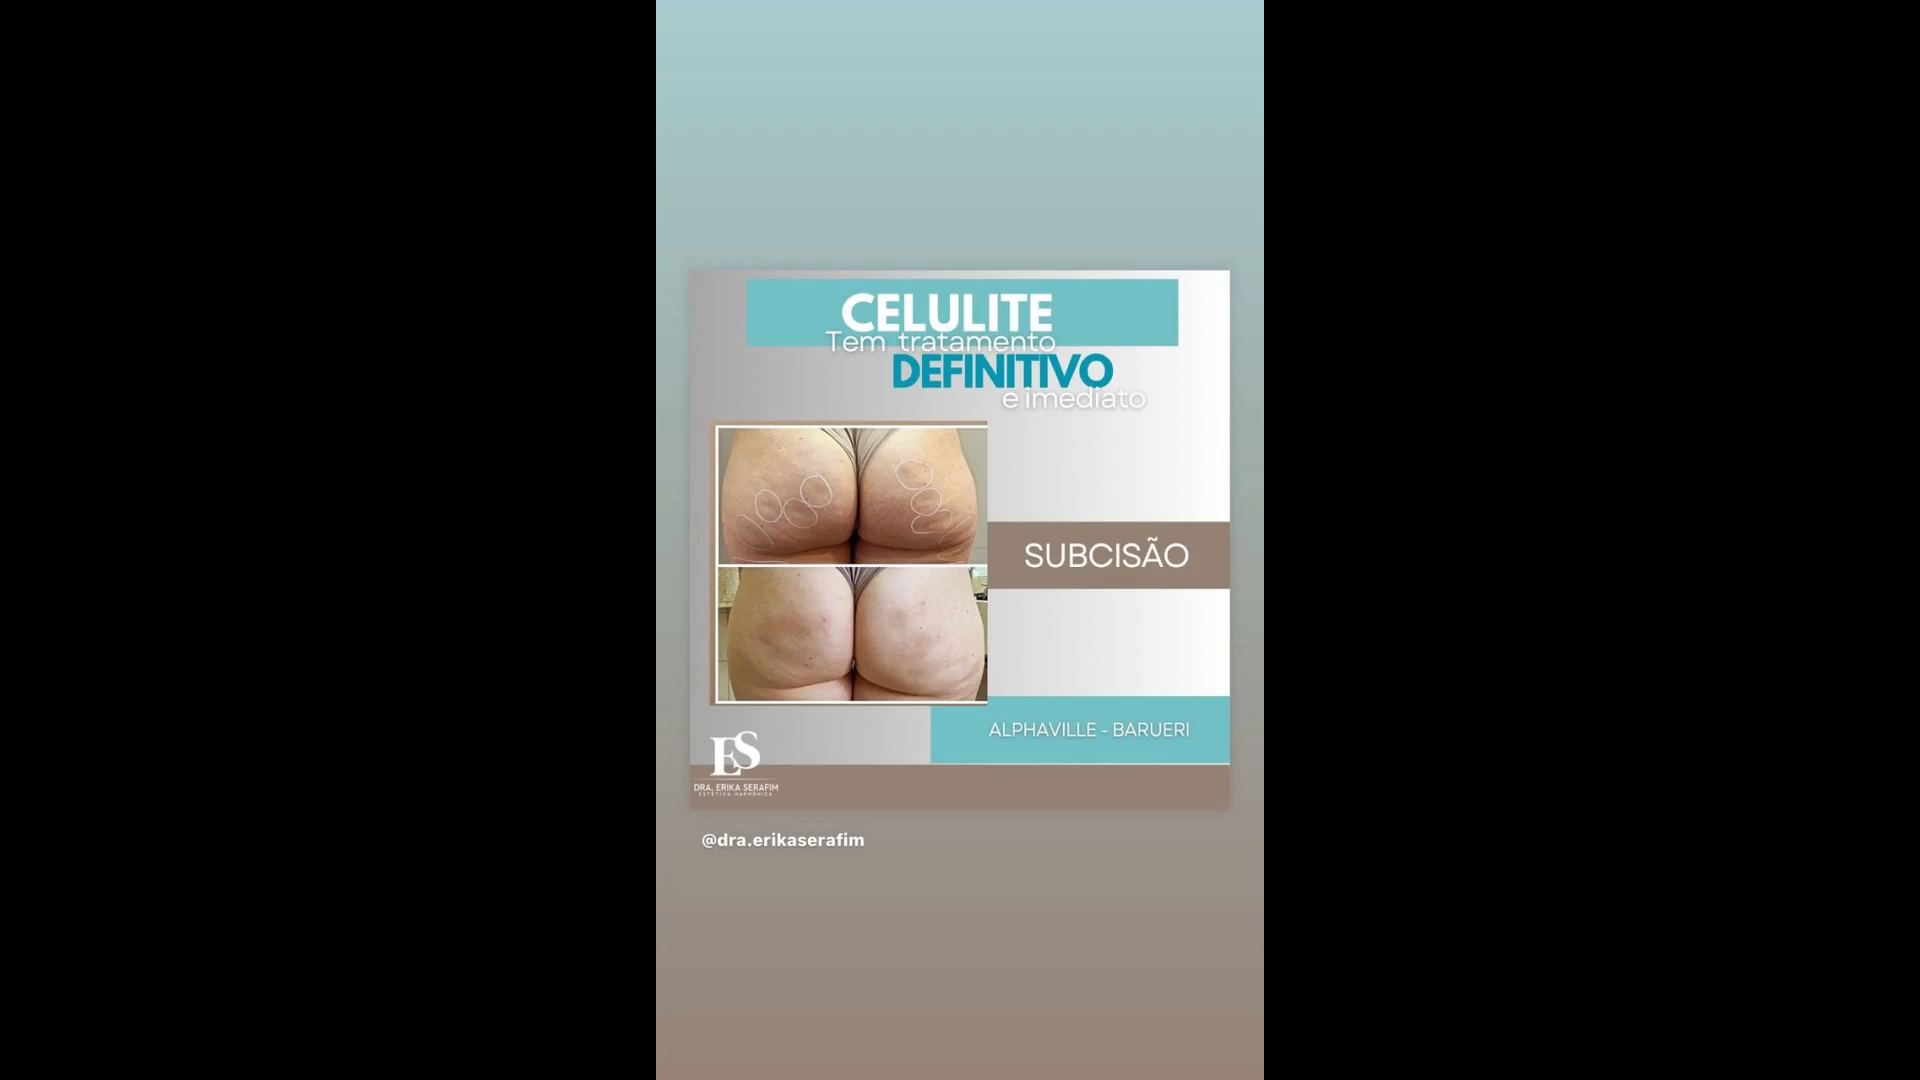 CELULITE
Tem tratamento
DEFINITIVO
e imediato
SUBCISÃO
ALPHAVILLE - BARUERI
ES
DRA. ERIKA SERAFIM
ESTÉTICA HARMÔNICA
@dra.erikaserafim